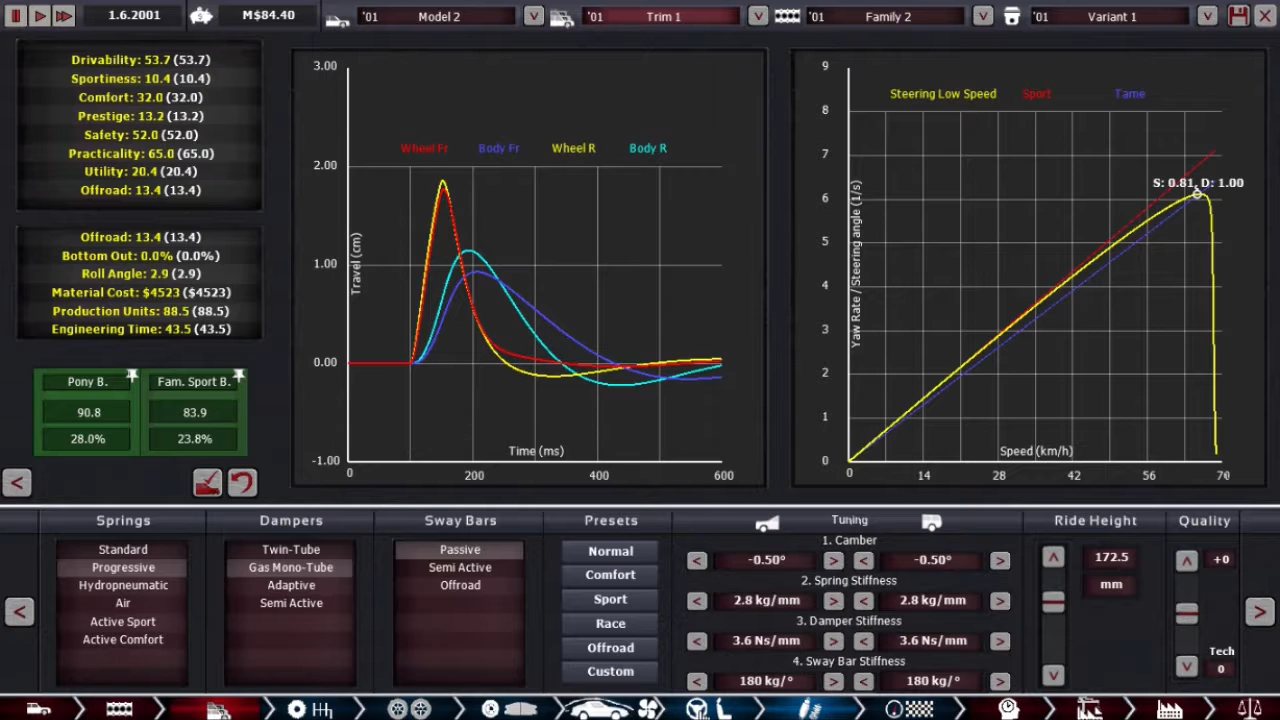 1.6.2001
M$84.40
'01 Model 2
'01 Trim 1
'01 Family 2
'01 Variant 1
Drivability: 53.7 (53.7)
Sportiness: 10.4 (10.4)
Comfort: 32.0 (32.0)
Prestige: 13.2 (13.2)
Safety: 52.0 (52.0)
Practicality: 65.0 (65.0)
Utility: 20.4 (20.4)
Offroad: 13.4 (13.4)
Offroad: 13.4 (13.4)
Bottom Out: 0.0% (0.0%)
Roll Angle: 2.9 (2.9)
Material Cost: $4523 ($4523)
Production Units: 88.5 (88.5)
Engineering Time: 43.5 (43.5)
Pony B. Fam. Sport B.
90.8 83.9
28.0% 23.8%
3.00
2.00
1.00
0.00
-1.00
Travel (cm)
Wheel Fr Body Fr Wheel R Body R
Time (ms)
0 200 400 600
9
8
7
6
5
4
3
2
1
0
Yaw Rate / Steering angle (1/s)
Steering Low Speed Sport Tame
S: 0.81, D: 1.00
Speed (km/h)
0 14 28 42 56 70
Springs
Standard
Progressive
Hydropneumatic
Air
Active Sport
Active Comfort
Dampers
Twin-Tube
Gas Mono-Tube
Adaptive
Semi Active
Sway Bars
Passive
Semi Active
Offroad
Presets
Normal
Comfort
Sport
Race
Offroad
Custom
Tuning
1. Camber
< -0.50° > < -0.50° >
2. Spring Stiffness
< 2.8 kg/mm > < 2.8 kg/mm >
3. Damper Stiffness
< 3.6 Ns/mm > < 3.6 Ns/mm >
4. Sway Bar Stiffness
< 180 kg/° > < 180 kg/° >
Ride Height
172.5
mm
Quality
+0
Tech
0